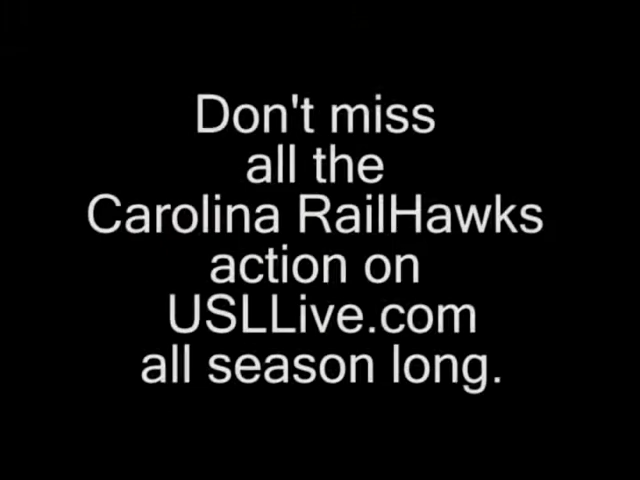 Don't miss
all the
Carolina RailHawks
action on
USLLive.com
all season long.